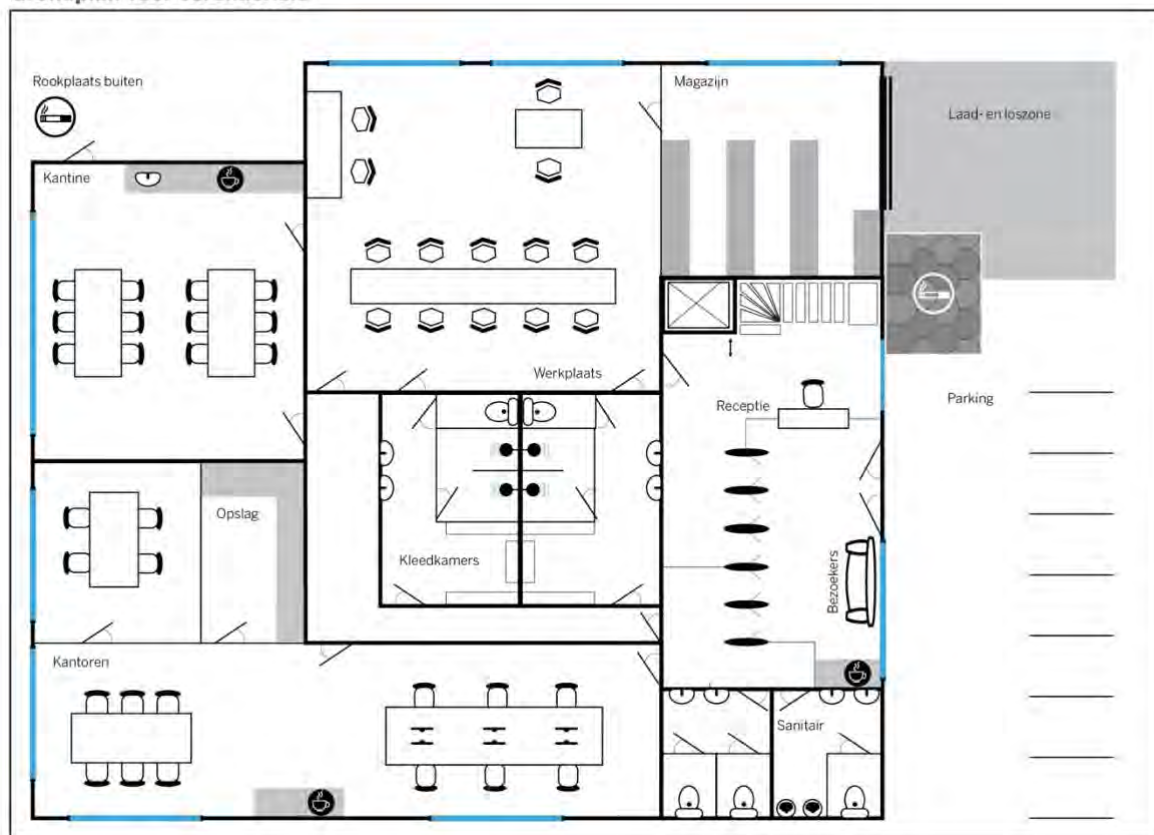 Rookplaats buiten
Magazijn
Laad- en loszone
Kantine
Werkplaats
Receptie
Parking
Opslag
Kleedkamers
Bezoekers
Kantoren
Sanitair